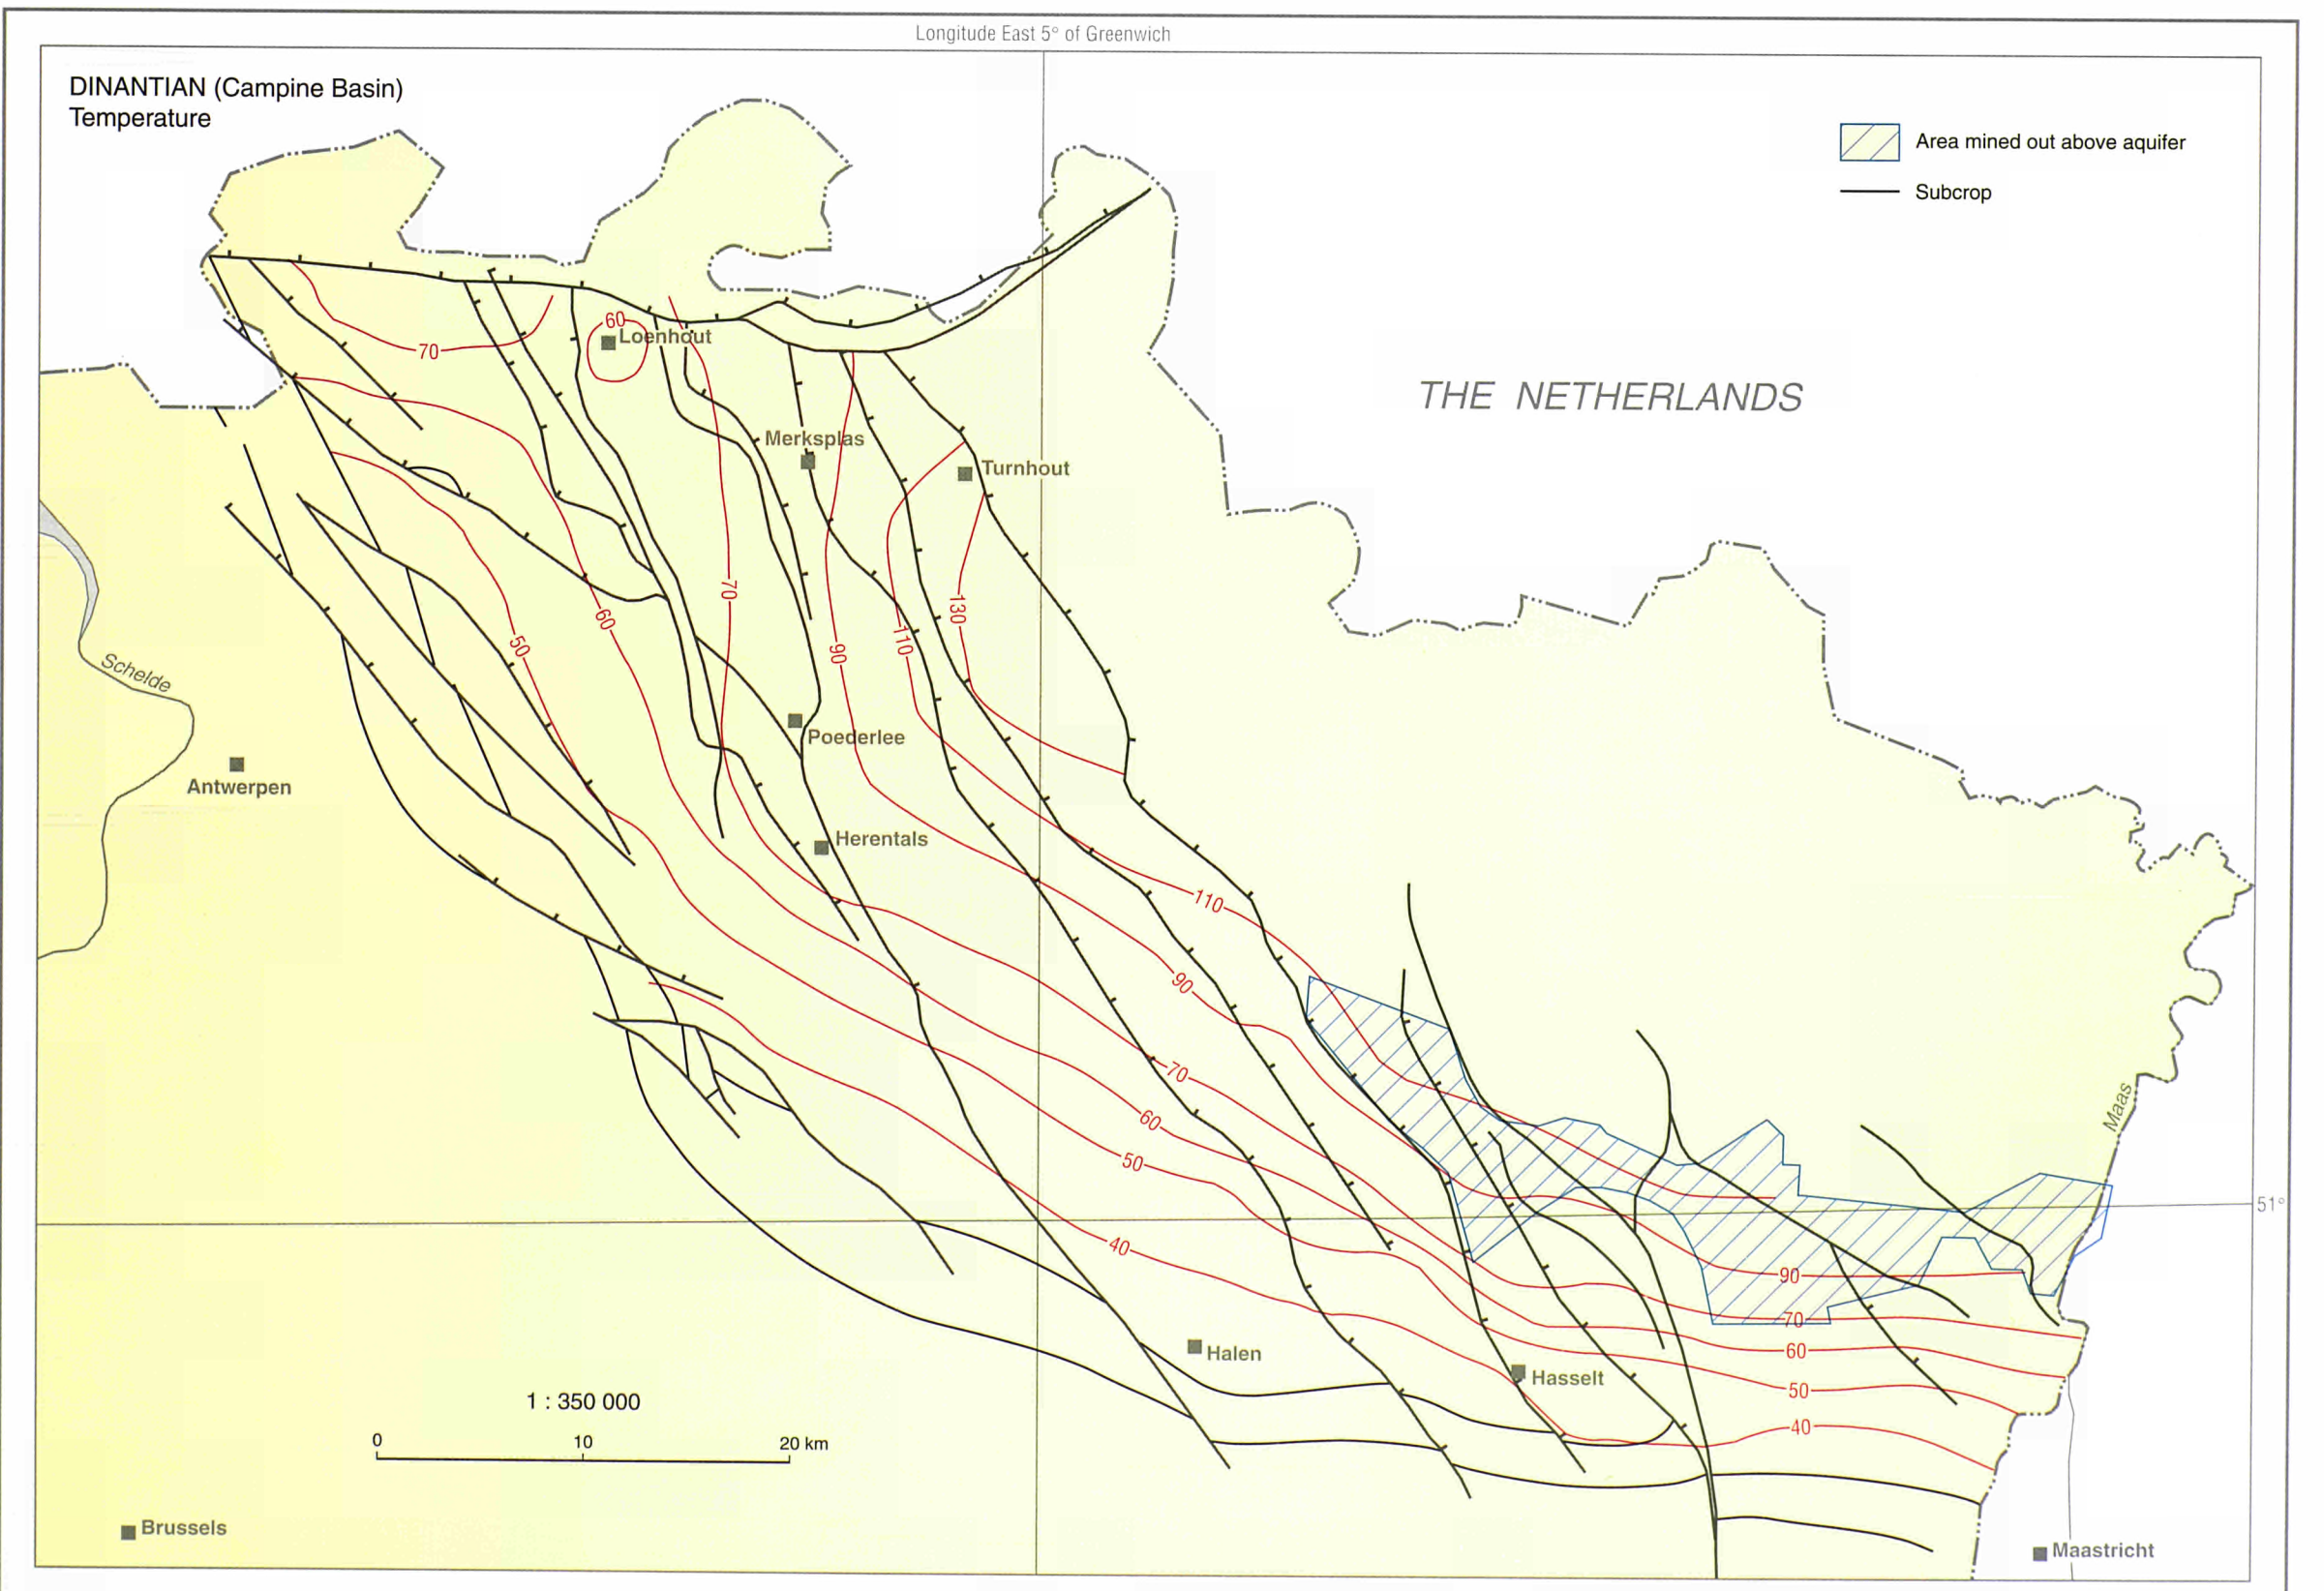 Longitude East 5° of Greenwich
DINANTIAN (Campine Basin)
Temperature
Area mined out above aquifer
Subcrop
THE NETHERLANDS
60
Loenhout
70
Merksplas
Turnhout
70
130
60
50
90
110
Schelde
Poederlee
Antwerpen
Herentals
110
90
70
Maas
60
50
51°
40
90
70
60
Halen
Hasselt
50
1 : 350 000
40
0 10 20 km
Brussels
Maastricht